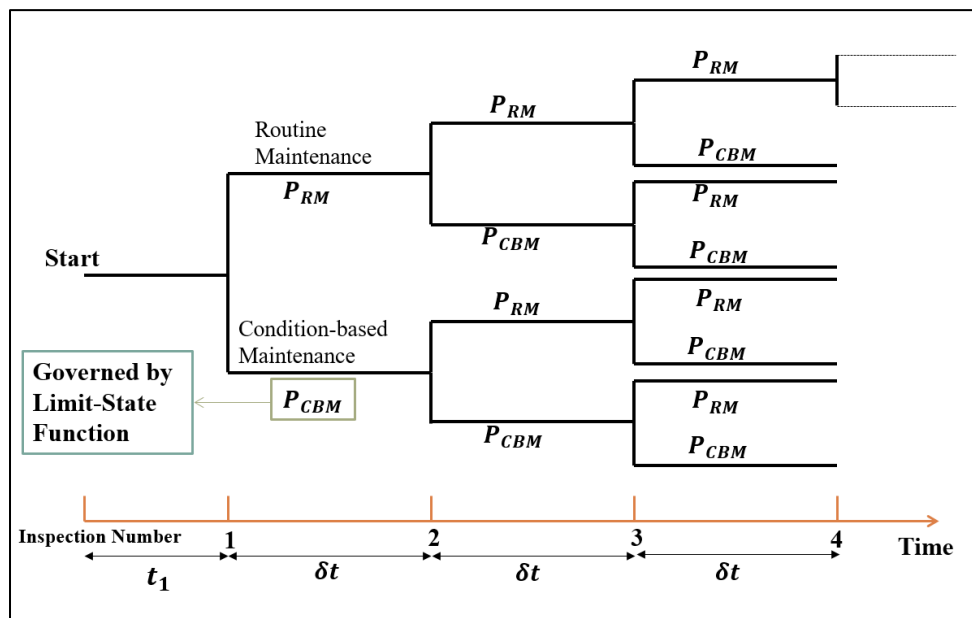 P_RM
P_RM
Routine
Maintenance
P_CBM
P_RM
P_RM
P_CBM
P_CBM
Start
P_RM
P_RM
Condition-based
Maintenance
P_CBM
Governed by
Limit-State
Function
P_CBM
P_RM
P_CBM
P_CBM
Inspection Number
1
2
3
4
Time
t_1
δt
δt
δt